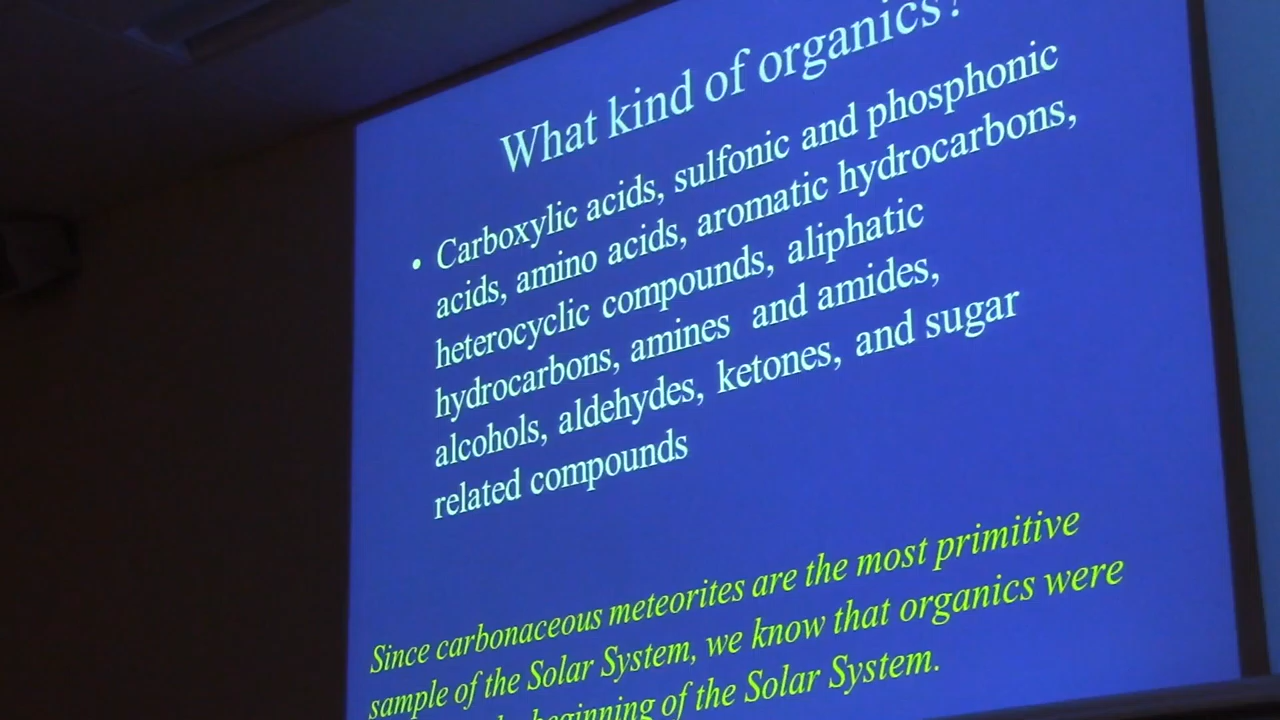 What kind of organics?
• Carboxylic acids, sulfonic and phosphonic
acids, amino acids, aromatic hydrocarbons,
heterocyclic compounds, aliphatic
hydrocarbons, amines and amides,
alcohols, aldehydes, ketones, and sugar
related compounds
Since carbonaceous meteorites are the most primitive
sample of the Solar System, we know that organics were
beginning of the Solar System.